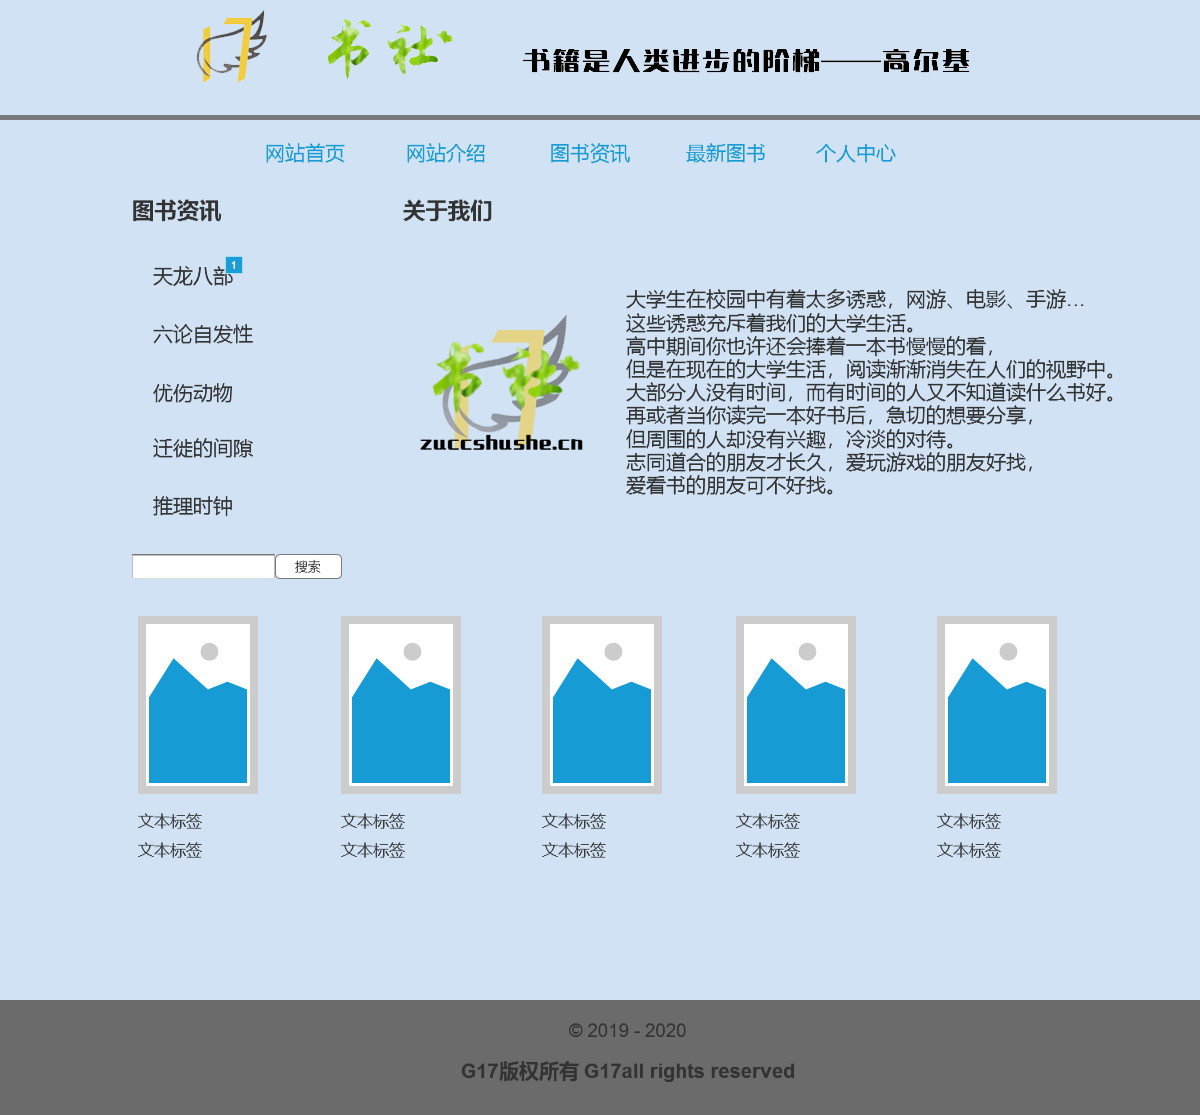 17 书社 书籍是人类进步的阶梯——高尔基
网站首页 网站介绍 图书资讯 最新图书 个人中心
图书资讯
天龙八部 1
六论自发性
优伤动物
迁徙的间隙
推理时钟
关于我们
17 书社
zuccshushe.cn
大学生在校园中有着太多诱惑，网游、电影、手游...
这些诱惑充斥着我们的大学生活。
高中期间你也许还会捧着一本书慢慢的看，
但是在现在的大学生活，阅读渐渐消失在人们的视野中。
大部分人没有时间，而有时间的人又不知道读什么书好。
再或者当你读完一本好书后，急切的想要分享，
但周围的人却没有兴趣，冷淡的对待。
志同道合的朋友才长久，爱玩游戏的朋友好找，
爱看书的朋友可不好找。
搜索
文本标签 文本标签 文本标签 文本标签 文本标签
文本标签 文本标签 文本标签 文本标签 文本标签
© 2019 - 2020
G17版权所有 G17all rights reserved